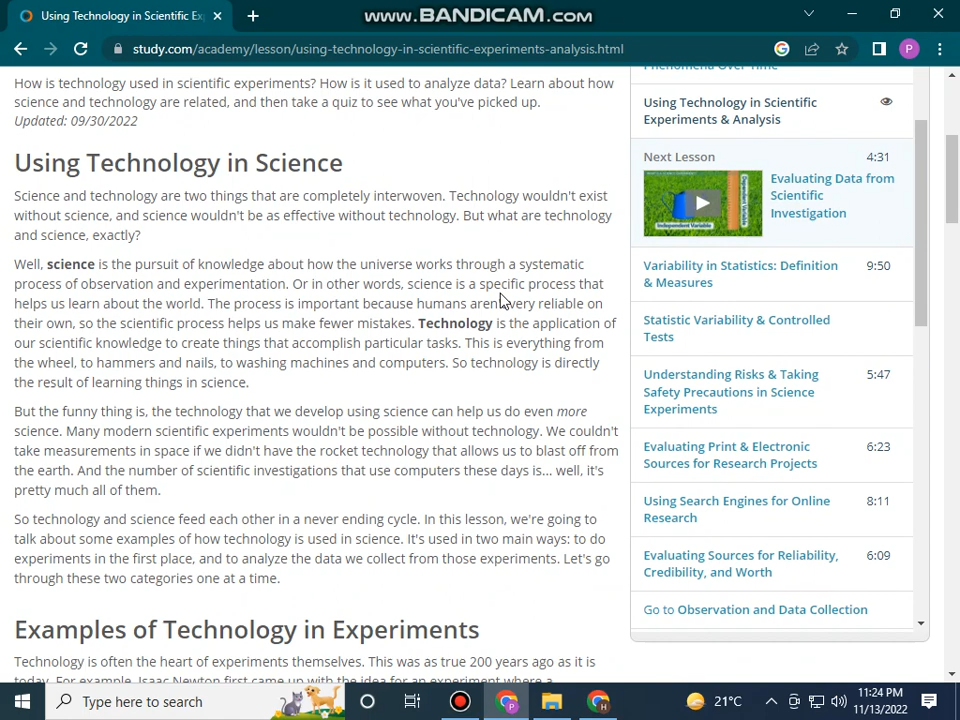 Using Technology in Scientific Ex
www.BANDICAM.com
study.com/academy/lesson/using-technology-in-scientific-experiments-analysis.html
P
How is technology used in scientific experiments? How is it used to analyze data? Learn about how
science and technology are related, and then take a quiz to see what you've picked up.
Updated: 09/30/2022
Using Technology in Science
Science and technology are two things that are completely interwoven. Technology wouldn't exist
without science, and science wouldn't be as effective without technology. But what are technology
and science, exactly?
Well, science is the pursuit of knowledge about how the universe works through a systematic
process of observation and experimentation. Or in other words, science is a specific process that
helps us learn about the world. The process is important because humans aren't very reliable on
their own, so the scientific process helps us make fewer mistakes. Technology is the application of
our scientific knowledge to create things that accomplish particular tasks. This is everything from
the wheel, to hammers and nails, to washing machines and computers. So technology is directly
the result of learning things in science.
But the funny thing is, the technology that we develop using science can help us do even more
science. Many modern scientific experiments wouldn't be possible without technology. We couldn't
take measurements in space if we didn't have the rocket technology that allows us to blast off from
the earth. And the number of scientific investigations that use computers these days is... well, it's
pretty much all of them.
So technology and science feed each other in a never ending cycle. In this lesson, we're going to
talk about some examples of how technology is used in science. It's used in two main ways: to do
experiments in the first place, and to analyze the data we collect from those experiments. Let's go
through these two categories one at a time.
Examples of Technology in Experiments
Technology is often the heart of experiments themselves. This was as true 200 years ago as it is
today. For example, Isaac Newton first came up with the idea for an experiment where a
Phenomena Over Time
Using Technology in Scientific
Experiments & Analysis
Next Lesson 4:31
Evaluating Data from
Scientific
Investigation
Independent Variable
Dependent Variable
Variability in Statistics: Definition 9:50
& Measures
Statistic Variability & Controlled
Tests
Understanding Risks & Taking 5:47
Safety Precautions in Science
Experiments
Evaluating Print & Electronic 6:23
Sources for Research Projects
Using Search Engines for Online 8:11
Research
Evaluating Sources for Reliability, 6:09
Credibility, and Worth
Go to Observation and Data Collection
Type here to search
P
H
21°C
11:24 PM
11/13/2022